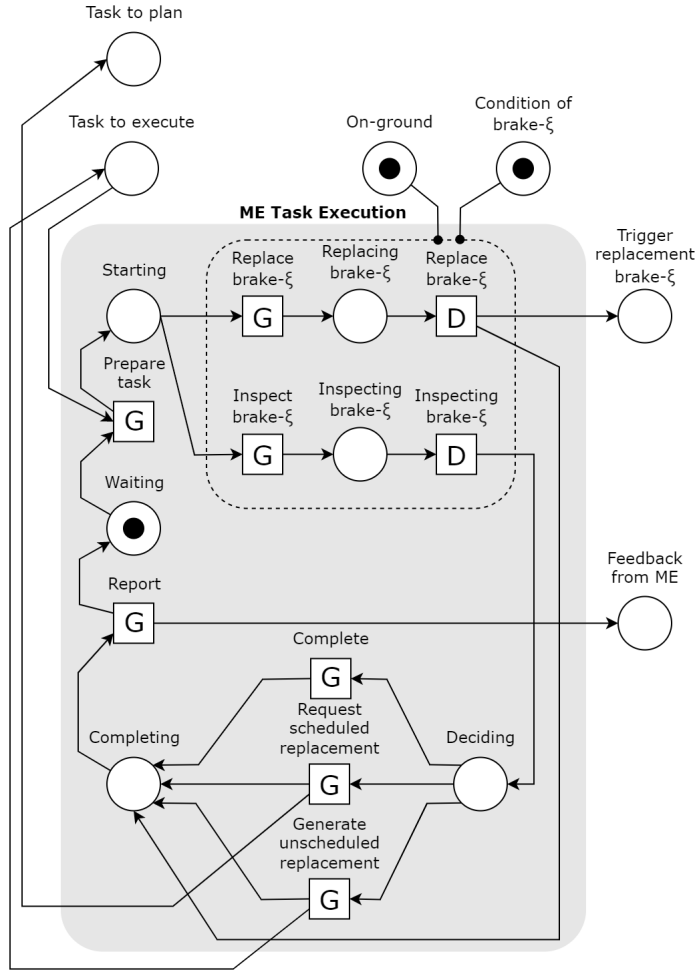 Task to plan
Task to execute
On-ground
Condition of
brake-ξ
ME Task Execution
Starting
Replace
brake-ξ
Replacing
brake-ξ
Replace
brake-ξ
Trigger
replacement
brake-ξ
G
D
Prepare
task
G
Inspect
brake-ξ
Inspecting
brake-ξ
Inspecting
brake-ξ
G
D
Waiting
Report
G
Feedback
from ME
Complete
G
Request
scheduled
replacement
Completing
Deciding
G
Generate
unscheduled
replacement
G